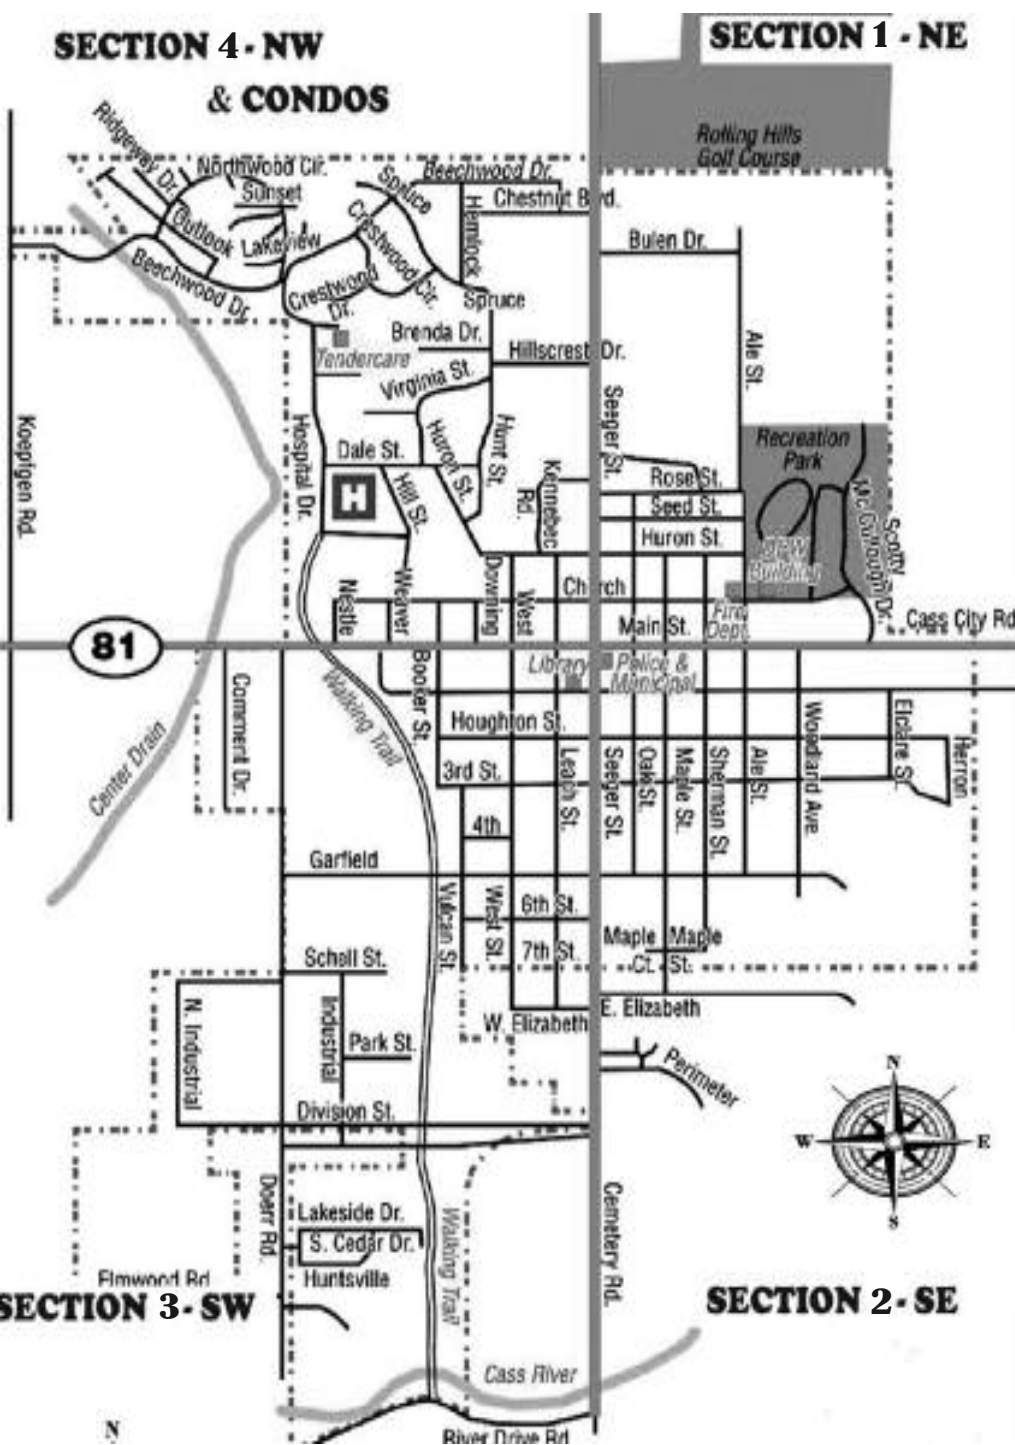 SECTION 4 - NW
SECTION 1 - NE
& CONDOS
Rolling Hills
Golf Course
Ridgeway Dr.
Northwood Cir.
Sunset
Spruce
Beechwood Dr.
Chestnut Blvd.
Hemlock
Outlook
Lakeview
Crestwood Cir.
Bulen Dr.
Beechwood Dr.
Crestwood
Dr.
Spruce
Brenda Dr.
Hillscrest Dr.
Tendercare
Virginia St.
Ale St.
Seeger St.
Koepfgen Rd.
Hospital Dr.
Dale St.
Huron St.
Hunt St.
Recreation
Park
H
Hill St.
Kennebec
Rd.
Rose St.
Seed St.
Huron St.
Mc Cullough Dr.
Scotty
Building
Nestle
Weaver
Downing
West
Church
Main St.
Fire
Dept.
Cass City Rd
81
Library
Police &
Municipal
Walking Trail
Booker St.
Comment Dr.
Center Drain
Houghton St.
3rd St.
4th
Leach St.
Seeger St.
Oak St.
Maple St.
Sherman St.
Ale St.
Woodland Ave.
Elclare St.
Herron
Garfield
Vulcan St.
West St.
6th St.
7th St.
Maple
Ct.
Maple
St.
Schell St.
N. Industrial
Industrial
Park St.
W. Elizabeth
E. Elizabeth
Perimeter
Division St.
N
W
E
S
Doerr Rd.
Lakeside Dr.
S. Cedar Dr.
Huntsville
Walking Trail
Cemetery Rd.
Elmwood Rd
SECTION 3 - SW
SECTION 2 - SE
Cass River
N
River Drive Rd